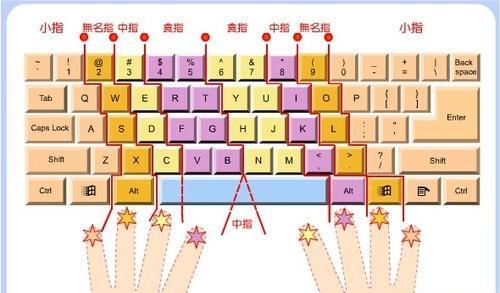 小指 無名指 中指 食指 食指 中指 無名指 小指
~ ` ! 1 @ 2 # 3 $ 4 % 5 ^ 6 & 7 * 8 ( 9 ) 0 _ - + = | \ Back space
Tab Q W E R T Y U I O P { [ } ] Enter
Caps Lock A S D F G H J K L : ; " '
Shift Z X C V B N M < , > . ? / Shift
Ctrl Alt Alt Ctrl
中指